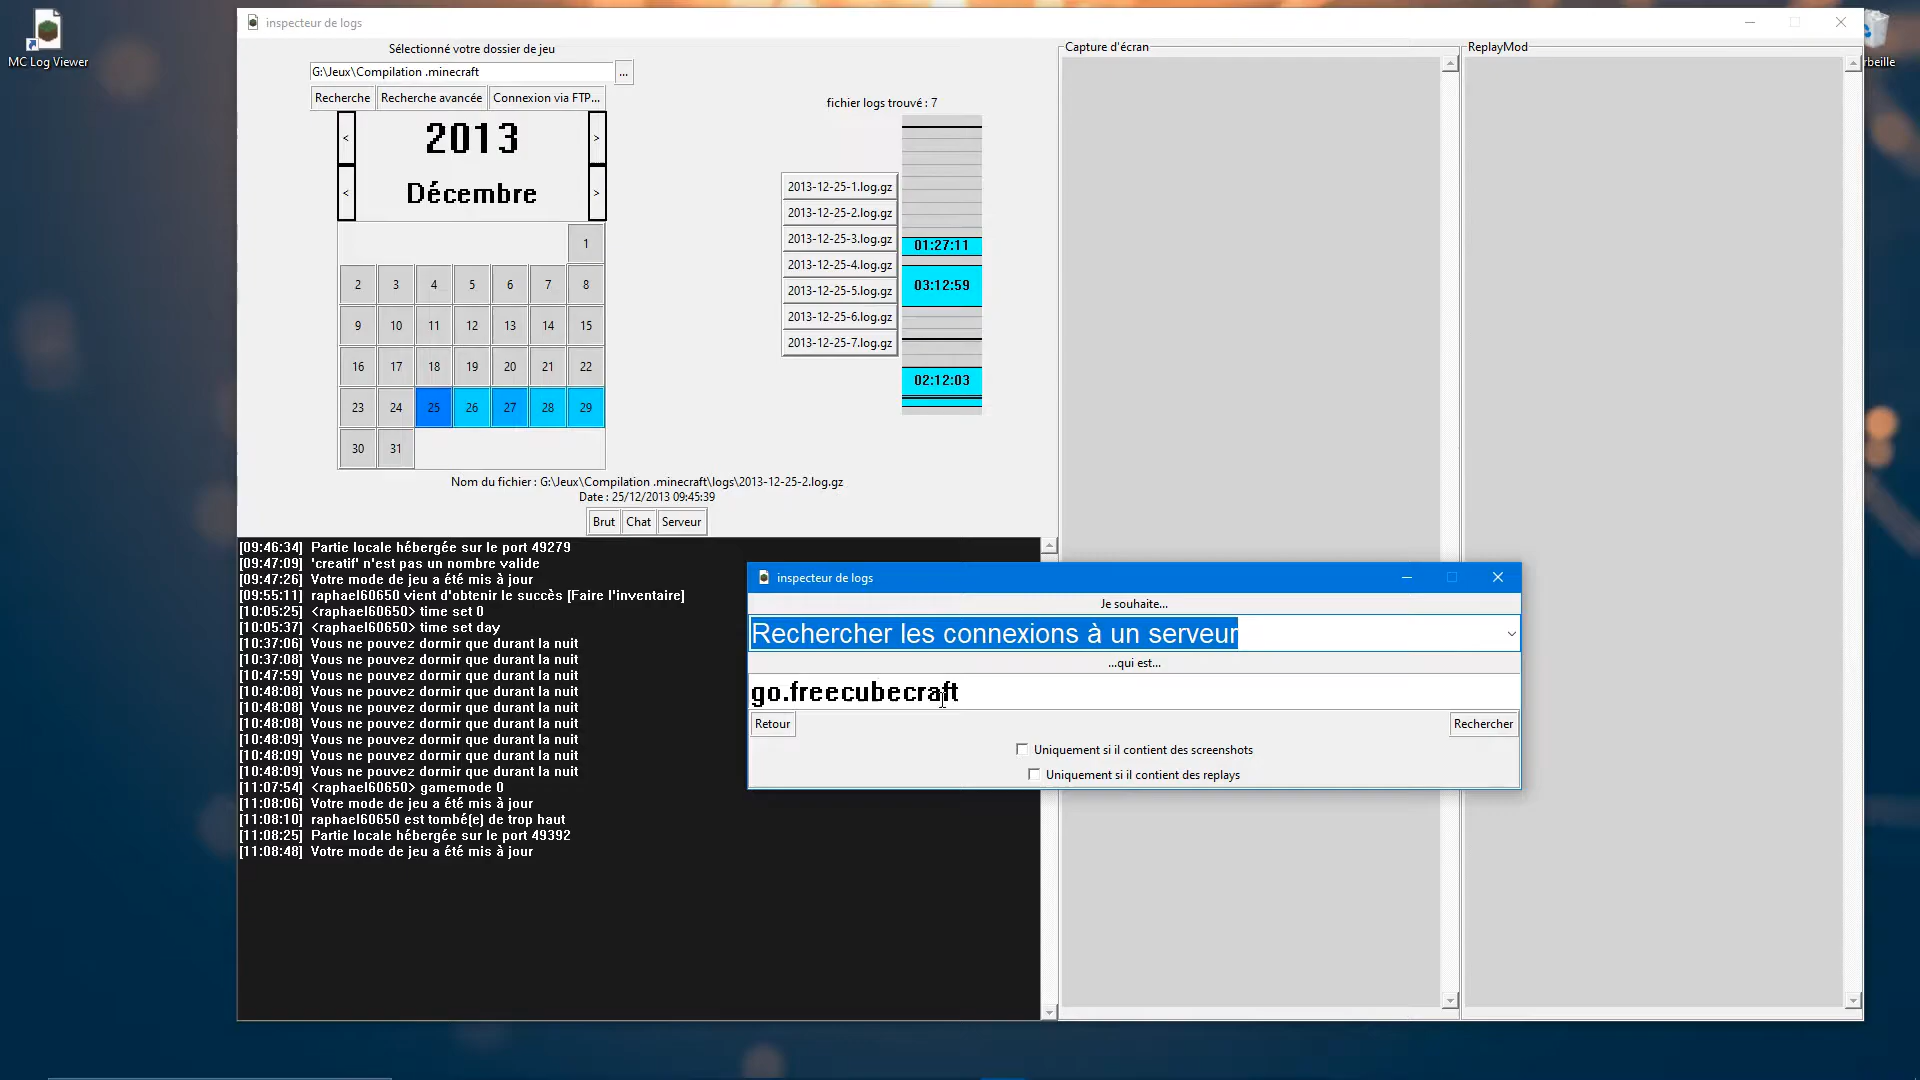 MC Log Viewer
rbeille
inspecteur de logs
Sélectionné votre dossier de jeu
G:\Jeux\Compilation .minecraft
...
Recherche
Recherche avancée
Connexion via FTP...
<
2013
>
<
Décembre
>
1
2 3 4 5 6 7 8
9 10 11 12 13 14 15
16 17 18 19 20 21 22
23 24 25 26 27 28 29
30 31
fichier logs trouvé : 7
2013-12-25-1.log.gz
2013-12-25-2.log.gz
2013-12-25-3.log.gz
2013-12-25-4.log.gz
2013-12-25-5.log.gz
2013-12-25-6.log.gz
2013-12-25-7.log.gz
01:27:11
03:12:59
02:12:03
Nom du fichier : G:\Jeux\Compilation .minecraft\logs\2013-12-25-2.log.gz
Date : 25/12/2013 09:45:39
Brut
Chat
Serveur
[09:46:34] Partie locale hébergée sur le port 49279
[09:47:09] 'creatif' n'est pas un nombre valide
[09:47:26] Votre mode de jeu a été mis à jour
[09:55:11] raphael60650 vient d'obtenir le succès [Faire l'inventaire]
[10:05:25] <raphael60650> time set 0
[10:05:37] <raphael60650> time set day
[10:37:06] Vous ne pouvez dormir que durant la nuit
[10:37:08] Vous ne pouvez dormir que durant la nuit
[10:47:59] Vous ne pouvez dormir que durant la nuit
[10:48:08] Vous ne pouvez dormir que durant la nuit
[10:48:08] Vous ne pouvez dormir que durant la nuit
[10:48:08] Vous ne pouvez dormir que durant la nuit
[10:48:09] Vous ne pouvez dormir que durant la nuit
[10:48:09] Vous ne pouvez dormir que durant la nuit
[10:48:09] Vous ne pouvez dormir que durant la nuit
[11:07:54] <raphael60650> gamemode 0
[11:08:06] Votre mode de jeu a été mis à jour
[11:08:10] raphael60650 est tombé(e) de trop haut
[11:08:25] Partie locale hébergée sur le port 49392
[11:08:48] Votre mode de jeu a été mis à jour
Capture d'écran
ReplayMod
inspecteur de logs
Je souhaite...
Rechercher les connexions à un serveur
...qui est...
go.freecubecraft
Retour
Rechercher
Uniquement si il contient des screenshots
Uniquement si il contient des replays